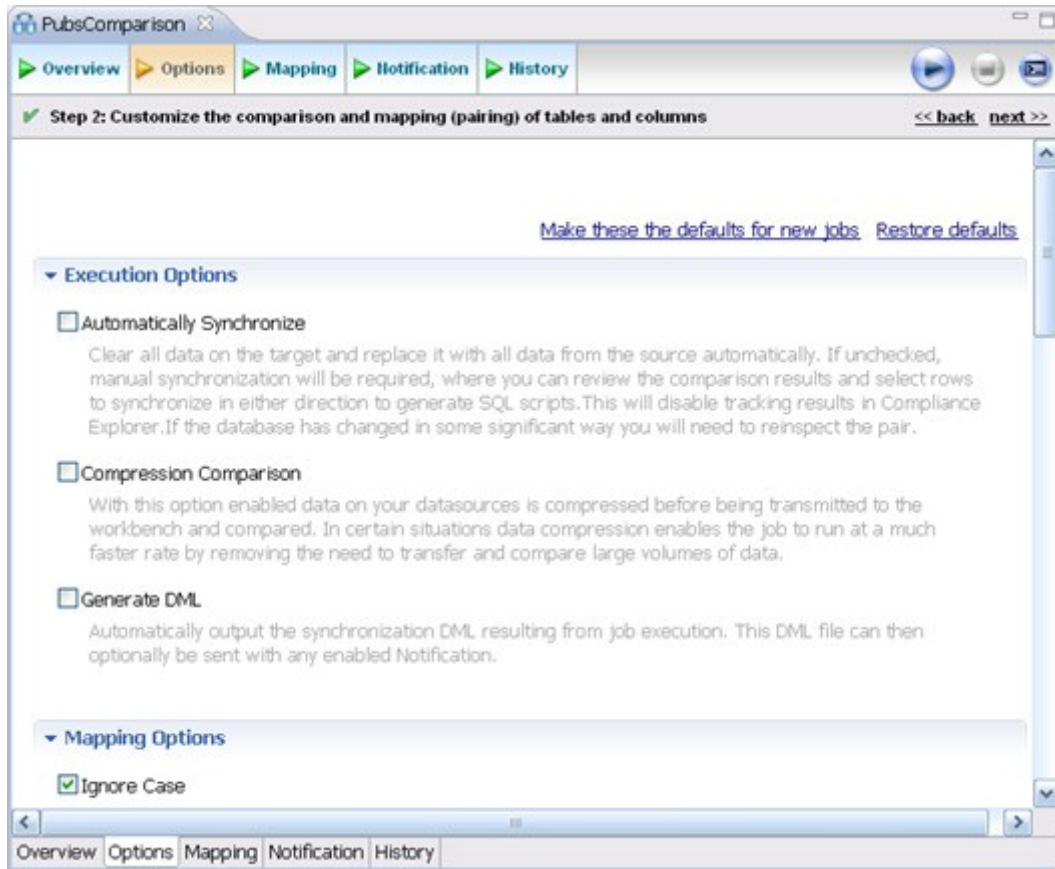 PubsComparison
Overview Options Mapping Notification History
Step 2: Customize the comparison and mapping (pairing) of tables and columns << back next >>
Make these the defaults for new jobs Restore defaults
Execution Options
Automatically Synchronize
Clear all data on the target and replace it with all data from the source automatically. If unchecked,
manual synchronization will be required, where you can review the comparison results and select rows
to synchronize in either direction to generate SQL scripts.This will disable tracking results in Compliance
Explorer.If the database has changed in some significant way you will need to reinspect the pair.
Compression Comparison
With this option enabled data on your datasources is compressed before being transmitted to the
workbench and compared. In certain situations data compression enables the job to run at a much
faster rate by removing the need to transfer and compare large volumes of data.
Generate DML
Automatically output the synchronization DML resulting from job execution. This DML file can then
optionally be sent with any enabled Notification.
Mapping Options
Ignore Case
Overview Options Mapping Notification History